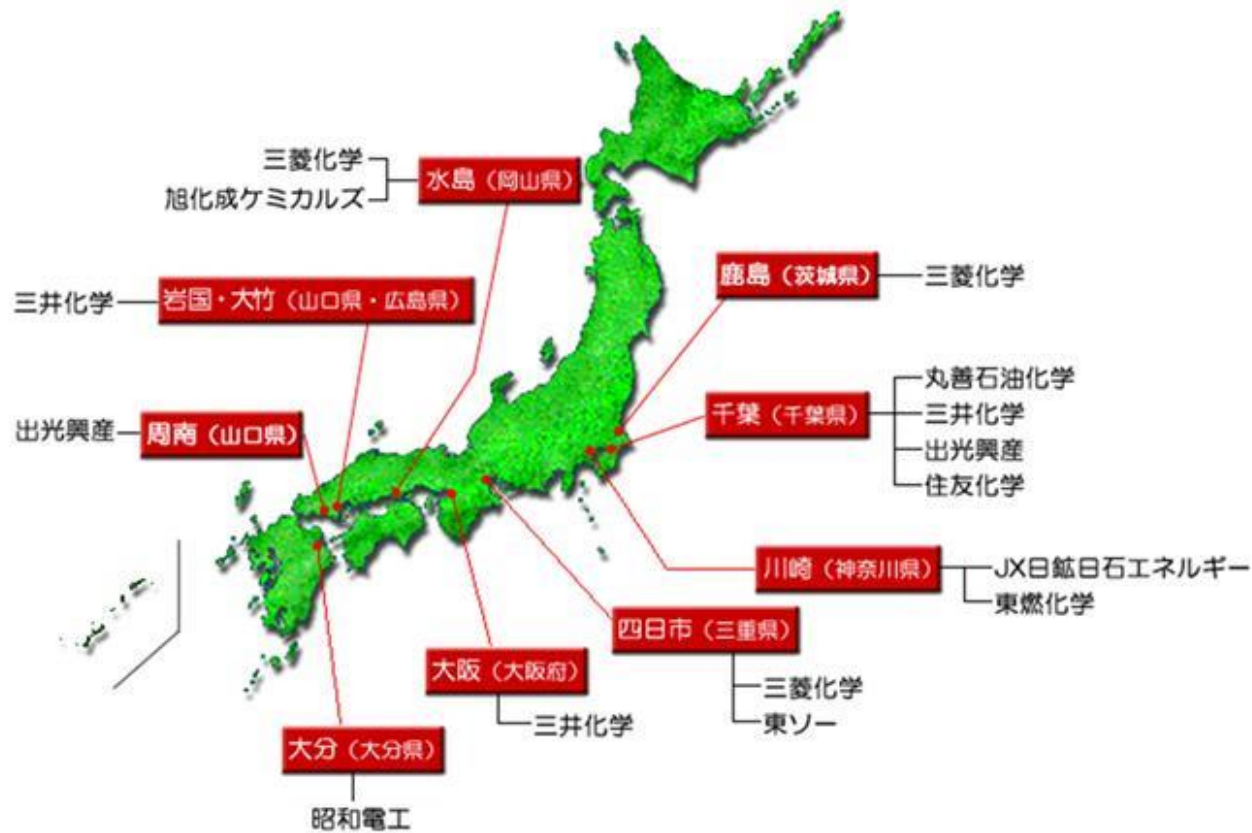 三菱化学
旭化成ケミカルズ
水島（岡山県）
鹿島（茨城県）
三菱化学
三井化学
岩国・大竹（山口県・広島県）
丸善石油化学
千葉（千葉県）
三井化学
出光興産
住友化学
出光興産
周南（山口県）
川崎（神奈川県）
JX日鉱日石エネルギー
東燃化学
四日市（三重県）
三菱化学
東ソー
大阪（大阪府）
三井化学
大分（大分県）
昭和電工